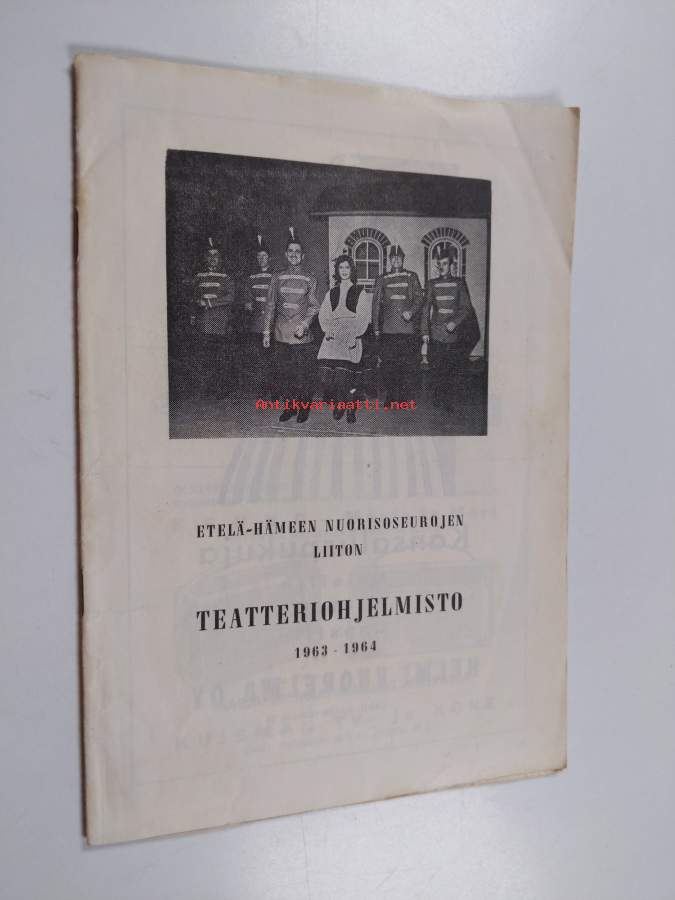 Antikvariaatti.net
ETELÄ-HÄMEEN NUORISOSEUROJEN
LIITON
TEATTERIOHJELMISTO
1963 - 1964